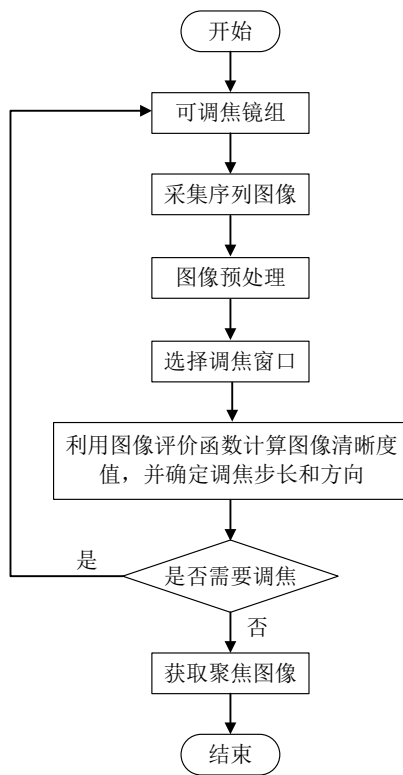 开始
可调焦镜组
采集序列图像
图像预处理
选择调焦窗口
利用图像评价函数计算图像清晰度
值，并确定调焦步长和方向
是
是否需要调焦
否
获取聚焦图像
结束